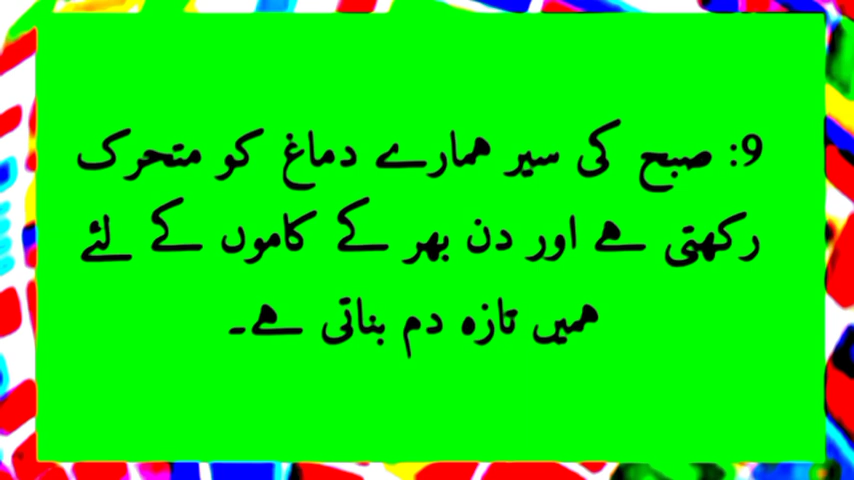 9: صبح کی سیر ہمارے دماغ کو متحرک
رکھتی ہے اور دن بھر کے کاموں کے لئے
ہمیں تازہ دم بناتی ہے۔